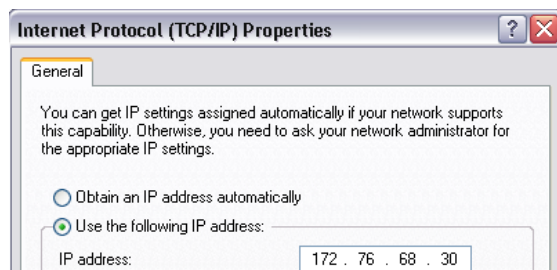 Internet Protocol (TCP/IP) Properties
General
You can get IP settings assigned automatically if your network supports
this capability. Otherwise, you need to ask your network administrator for
the appropriate IP settings.
Obtain an IP address automatically
Use the following IP address:
IP address: 172 . 76 . 68 . 30